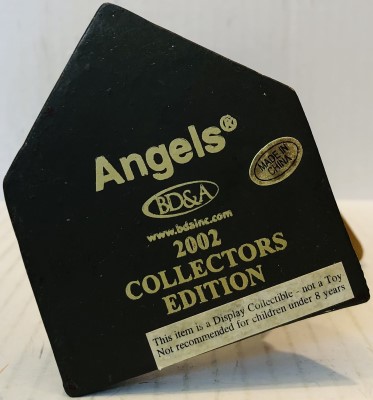 Angels®
MADE IN
CHINA
BD&A
www.bdainc.com
2002
COLLECTORS
EDITION
This item is a Display Collectible - not a Toy
Not recommended for children under 8 years